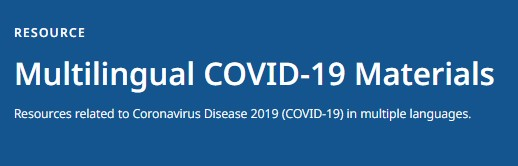 RESOURCE
Multilingual COVID-19 Materials
Resources related to Coronavirus Disease 2019 (COVID-19) in multiple languages.